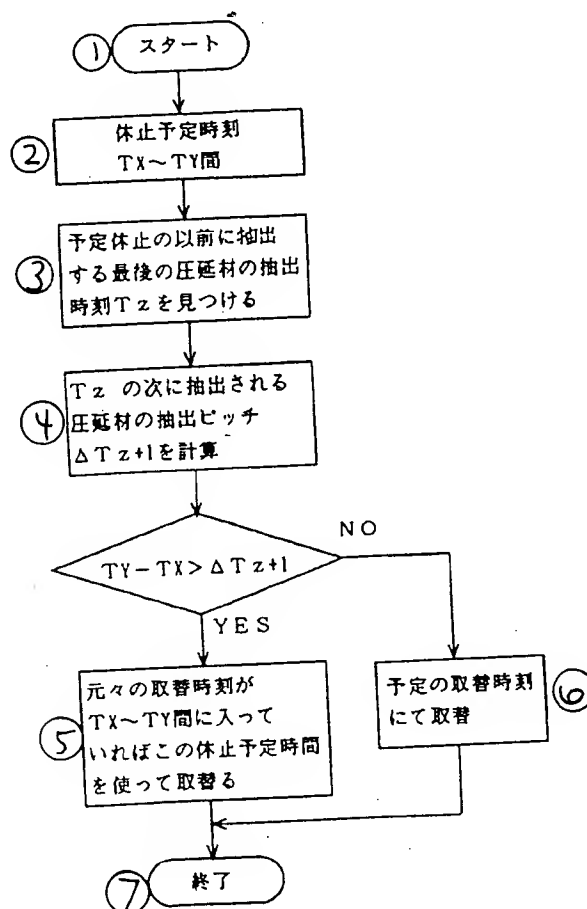 ① スタート
② 休止予定時刻
TX～TY間
予定休止の以前に抽出
③ する最後の圧延材の抽出
時刻Tzを見つける
Tz の次に抽出される
④ 圧延材の抽出ピッチ
ΔTz+1を計算
NO
TY－TX＞ΔTz+1
YES
元々の取替時刻が
TX～TY間に入って
⑤ いればこの休止予定時間
を使って取替る
予定の取替時刻 ⑥
にて取替
⑦ 終了